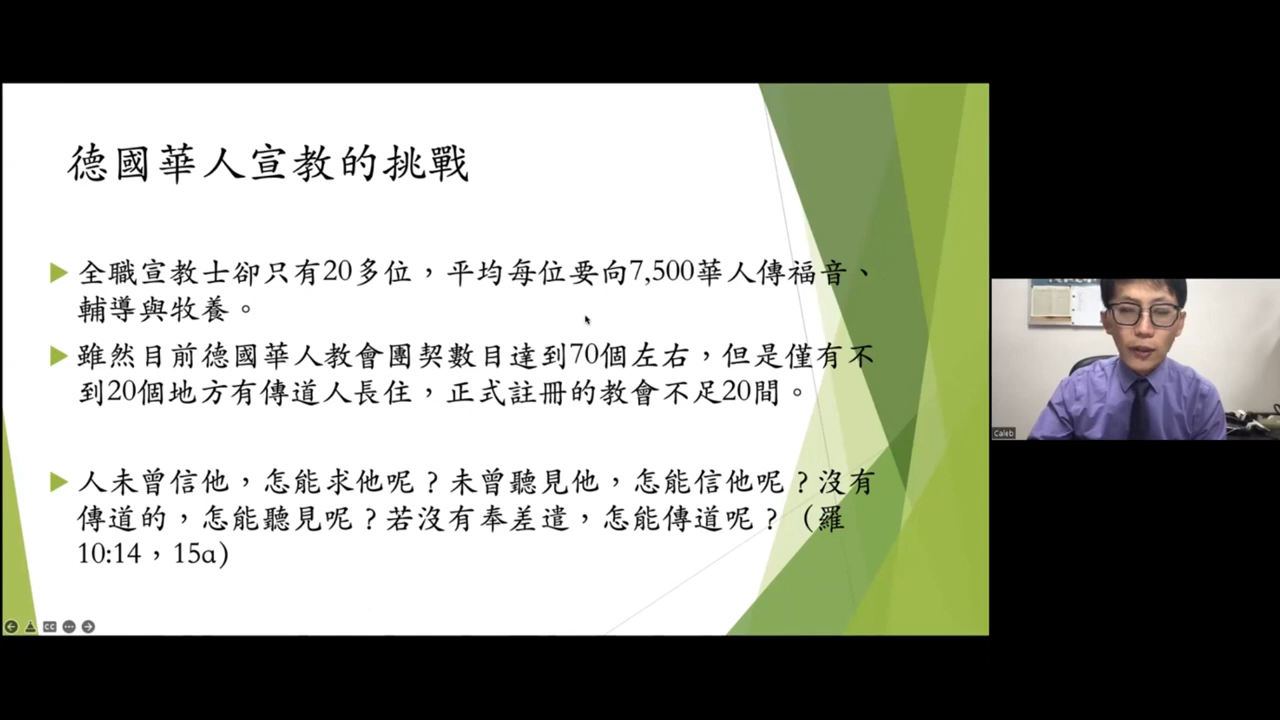 德國華人宣教的挑戰
全職宣教士卻只有20多位，平均每位要向7,500華人傳福音、
輔導與牧養。
雖然目前德國華人教會團契數目達到70個左右，但是僅有不
到20個地方有傳道人長住，正式註冊的教會不足20間。
人未曾信他，怎能求他呢？未曾聽見他，怎能信他呢？沒有
傳道的，怎能聽見呢？若沒有奉差遣，怎能傳道呢？（羅
10:14，15a）
CC
Caleb